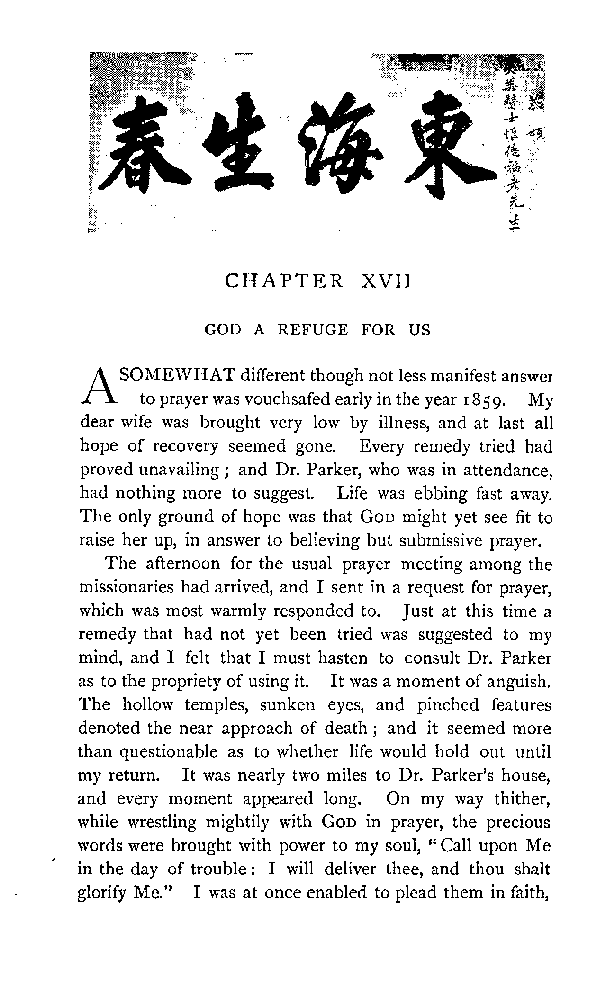 東海生春
CHAPTER XVII
GOD A REFUGE FOR US
A SOMEWHAT different though not less manifest answer
to prayer was vouchsafed early in the year 1859. My
dear wife was brought very low by illness, and at last all
hope of recovery seemed gone. Every remedy tried had
proved unavailing; and Dr. Parker, who was in attendance,
had nothing more to suggest. Life was ebbing fast away.
The only ground of hope was that GOD might yet see fit to
raise her up, in answer to believing but submissive prayer.
The afternoon for the usual prayer meeting among the
missionaries had arrived, and I sent in a request for prayer,
which was most warmly responded to. Just at this time a
remedy that had not yet been tried was suggested to my
mind, and I felt that I must hasten to consult Dr. Parker
as to the propriety of using it. It was a moment of anguish.
The hollow temples, sunken eyes, and pinched features
denoted the near approach of death; and it seemed more
than questionable as to whether life would hold out until
my return. It was nearly two miles to Dr. Parker's house,
and every moment appeared long. On my way thither,
while wrestling mightily with GOD in prayer, the precious
words were brought with power to my soul, "Call upon Me
in the day of trouble: I will deliver thee, and thou shalt
glorify Me." I was at once enabled to plead them in faith,